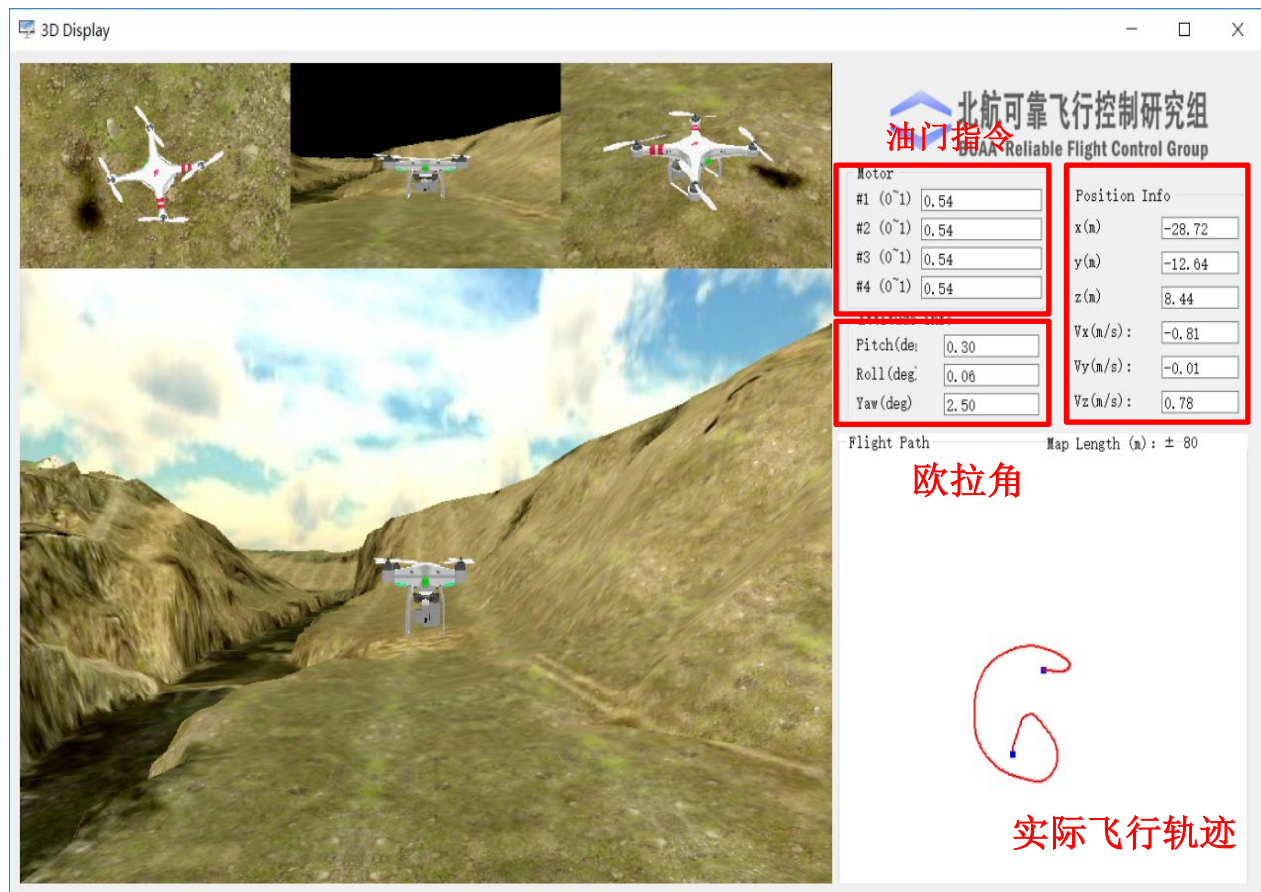 3D Display
北航可靠飞行控制研究组
油门指令
BUAA Reliable Flight Control Group
Motor
#1 (0~1) 0.54
#2 (0~1) 0.54
#3 (0~1) 0.54
#4 (0~1) 0.54
Position Info
x(m) -28.72
y(m) -12.64
z(m) 8.44
Vx(m/s): -0.81
Vy(m/s): -0.01
Vz(m/s): 0.78
Attitude Info
Pitch(de: 0.30
Roll(deg 0.06
Yaw(deg) 2.50
Flight Path
Map Length (m): ± 80
欧拉角
实际飞行轨迹